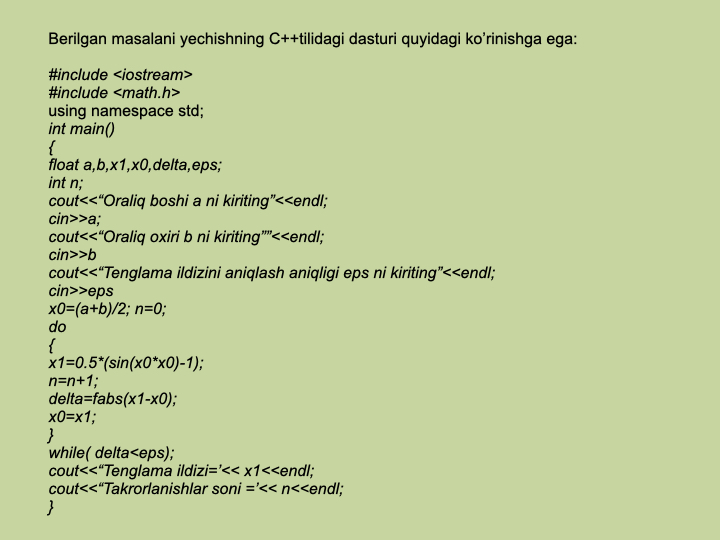 Berilgan masalani yechishning C++tilidagi dasturi quyidagi ko’rinishga ega:
#include <iostream>
#include <math.h>
using namespace std;
int main()
{
float a,b,x1,x0,delta,eps;
int n;
cout<<“Oraliq boshi a ni kiriting”<<endl;
cin>>a;
cout<<“Oraliq oxiri b ni kiriting””<<endl;
cin>>b
cout<<“Tenglama ildizini aniqlash aniqligi eps ni kiriting”<<endl;
cin>>eps
x0=(a+b)/2; n=0;
do
{
x1=0.5*(sin(x0*x0)-1);
n=n+1;
delta=fabs(x1-x0);
x0=x1;
}
while( delta<eps);
cout<<“Tenglama ildizi=’<< x1<<endl;
cout<<“Takrorlanishlar soni =’<< n<<endl;
}